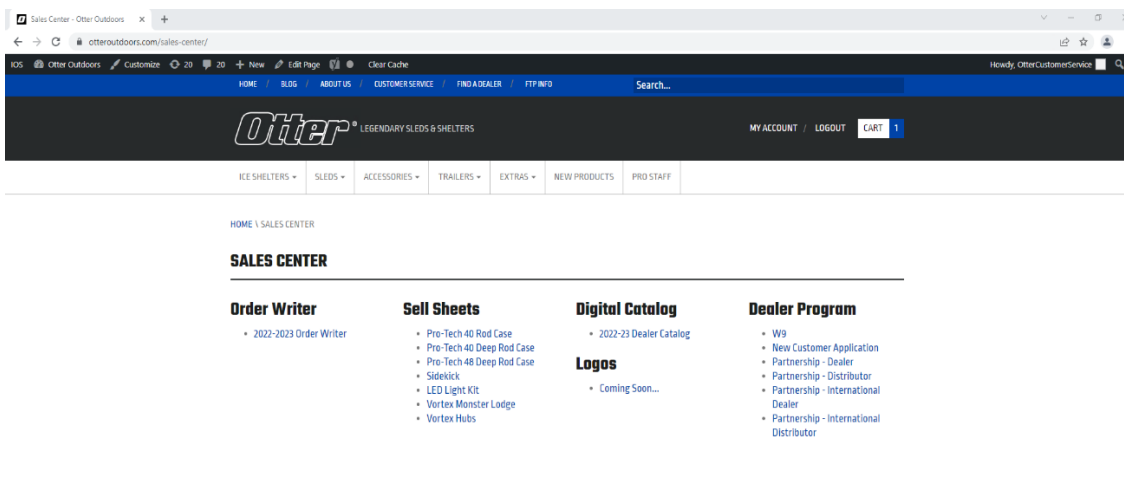 Sales Center - Otter Outdoors
otteroutdoors.com/sales-center/
IOS Otter Outdoors Customize 20 20 New Edit Page Clear Cache Howdy, OtterCustomerService
HOME / BLOG / ABOUT US / CUSTOMER SERVICE / FIND A DEALER / FTP INFO Search...
Otter® LEGENDARY SLEDS & SHELTERS MY ACCOUNT / LOGOUT CART 1
ICE SHELTERS SLEDS ACCESSORIES TRAILERS EXTRAS NEW PRODUCTS PRO STAFF
HOME \ SALES CENTER
SALES CENTER
Order Writer
• 2022-2023 Order Writer
Sell Sheets
• Pro-Tech 40 Rod Case
• Pro-Tech 40 Deep Rod Case
• Pro-Tech 48 Deep Rod Case
• Sidekick
• LED Light Kit
• Vortex Monster Lodge
• Vortex Hubs
Digital Catalog
• 2022-23 Dealer Catalog
Logos
• Coming Soon...
Dealer Program
• W9
• New Customer Application
• Partnership - Dealer
• Partnership - Distributor
• Partnership - International
Dealer
• Partnership - International
Distributor